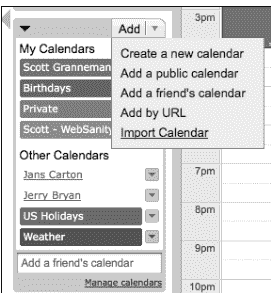 Add
My Calendars
Scott Granneman
Birthdays
Private
Scott - WebSanity
Other Calendars
Jans Carton
Jerry Bryan
US Holidays
Weather
Add a friend's calendar
Manage calendars
Create a new calendar
Add a public calendar
Add a friend's calendar
Add by URL
Import Calendar
3pm
7pm
8pm
9pm
10pm